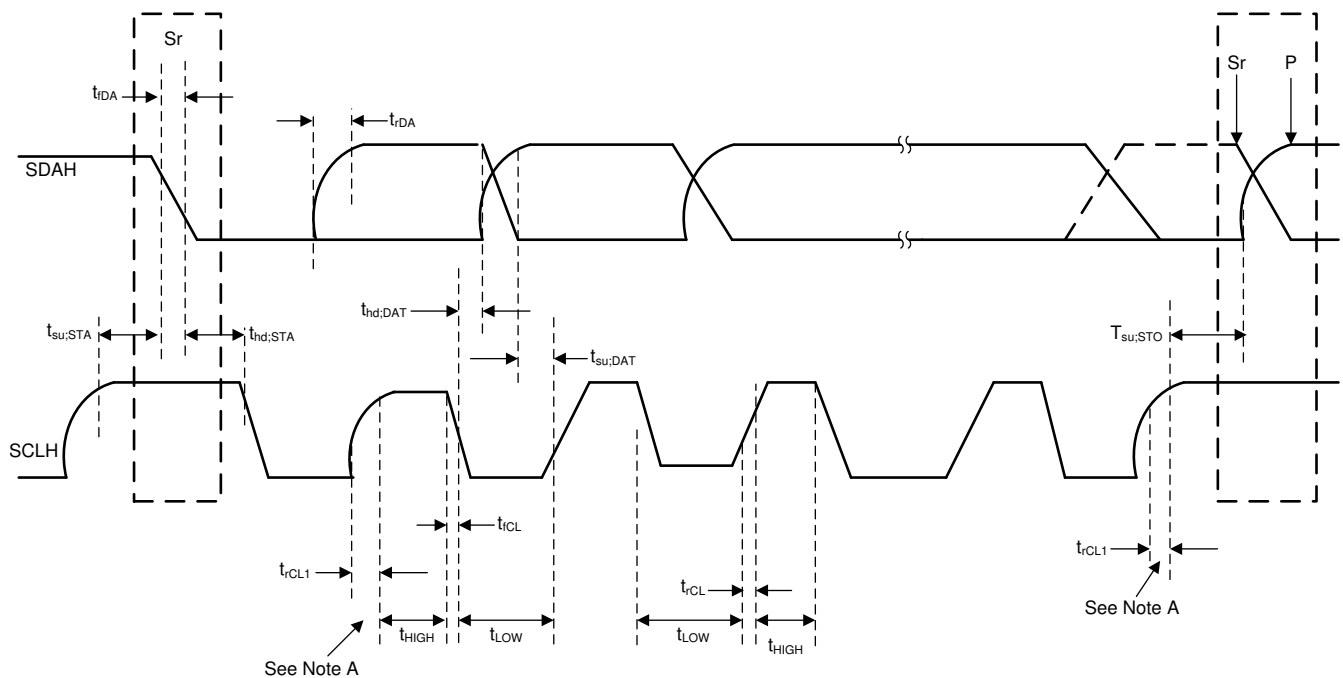 Sr
Sr P
tfDA
trDA
SDAH
thd;DAT
tsu;STA
thd;STA
Tsu;STO
tsu;DAT
SCLH
tfCL
trCL1
trCL
trCL1
See Note A
tHIGH
tLOW
tLOW
tHIGH
See Note A